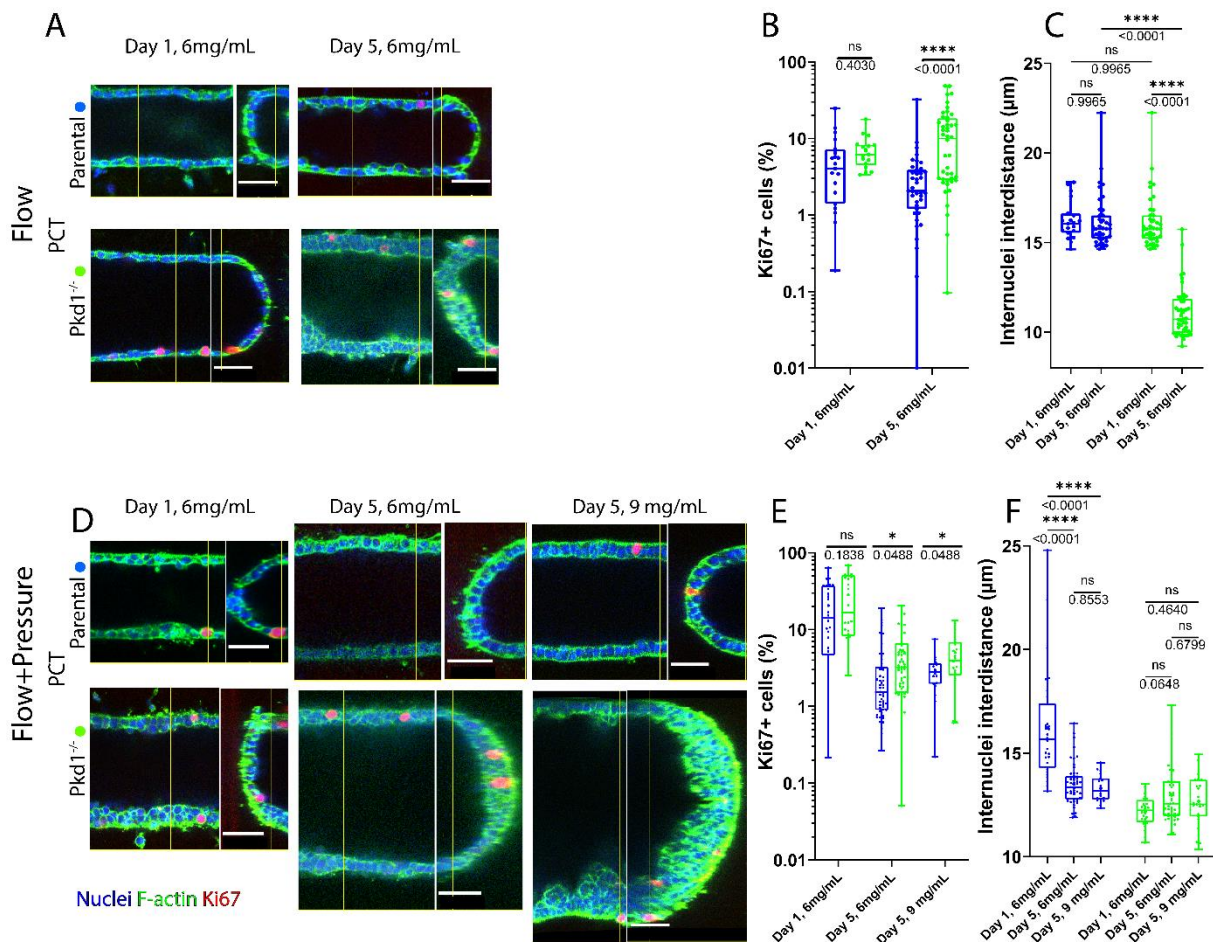 A
Day 1, 6mg/mL
Day 5, 6mg/mL
Flow
PCT
Parental
Pkd1-/-
B
ns
0.4030
****
<0.0001
Ki67+ cells (%)
100
10
1
0.1
0.01
Day 1, 6mg/mL
Day 5, 6mg/mL
C
****
<0.0001
ns
0.9965
ns
0.9965
****
<0.0001
Internuclei interdistance (µm)
25
20
15
10
Day 1, 6mg/mL
Day 5, 6mg/mL
Day 1, 6mg/mL
Day 5, 6mg/mL
D
Day 1, 6mg/mL
Day 5, 6mg/mL
Day 5, 9 mg/mL
Flow+Pressure
PCT
Parental
Pkd1-/-
Nuclei F-actin Ki67
E
ns
0.1838
*
0.0488
*
0.0488
Ki67+ cells (%)
100
10
1
0.1
0.01
Day 1, 6mg/mL
Day 5, 6mg/mL
Day 5, 9 mg/mL
F
****
<0.0001
****
<0.0001
ns
0.8553
ns
0.4640
ns
0.6799
ns
0.0648
Internuclei interdistance (µm)
25
20
15
10
Day 1, 6mg/mL
Day 5, 6mg/mL
Day 5, 9 mg/mL
Day 1, 6mg/mL
Day 5, 6mg/mL
Day 5, 9 mg/mL